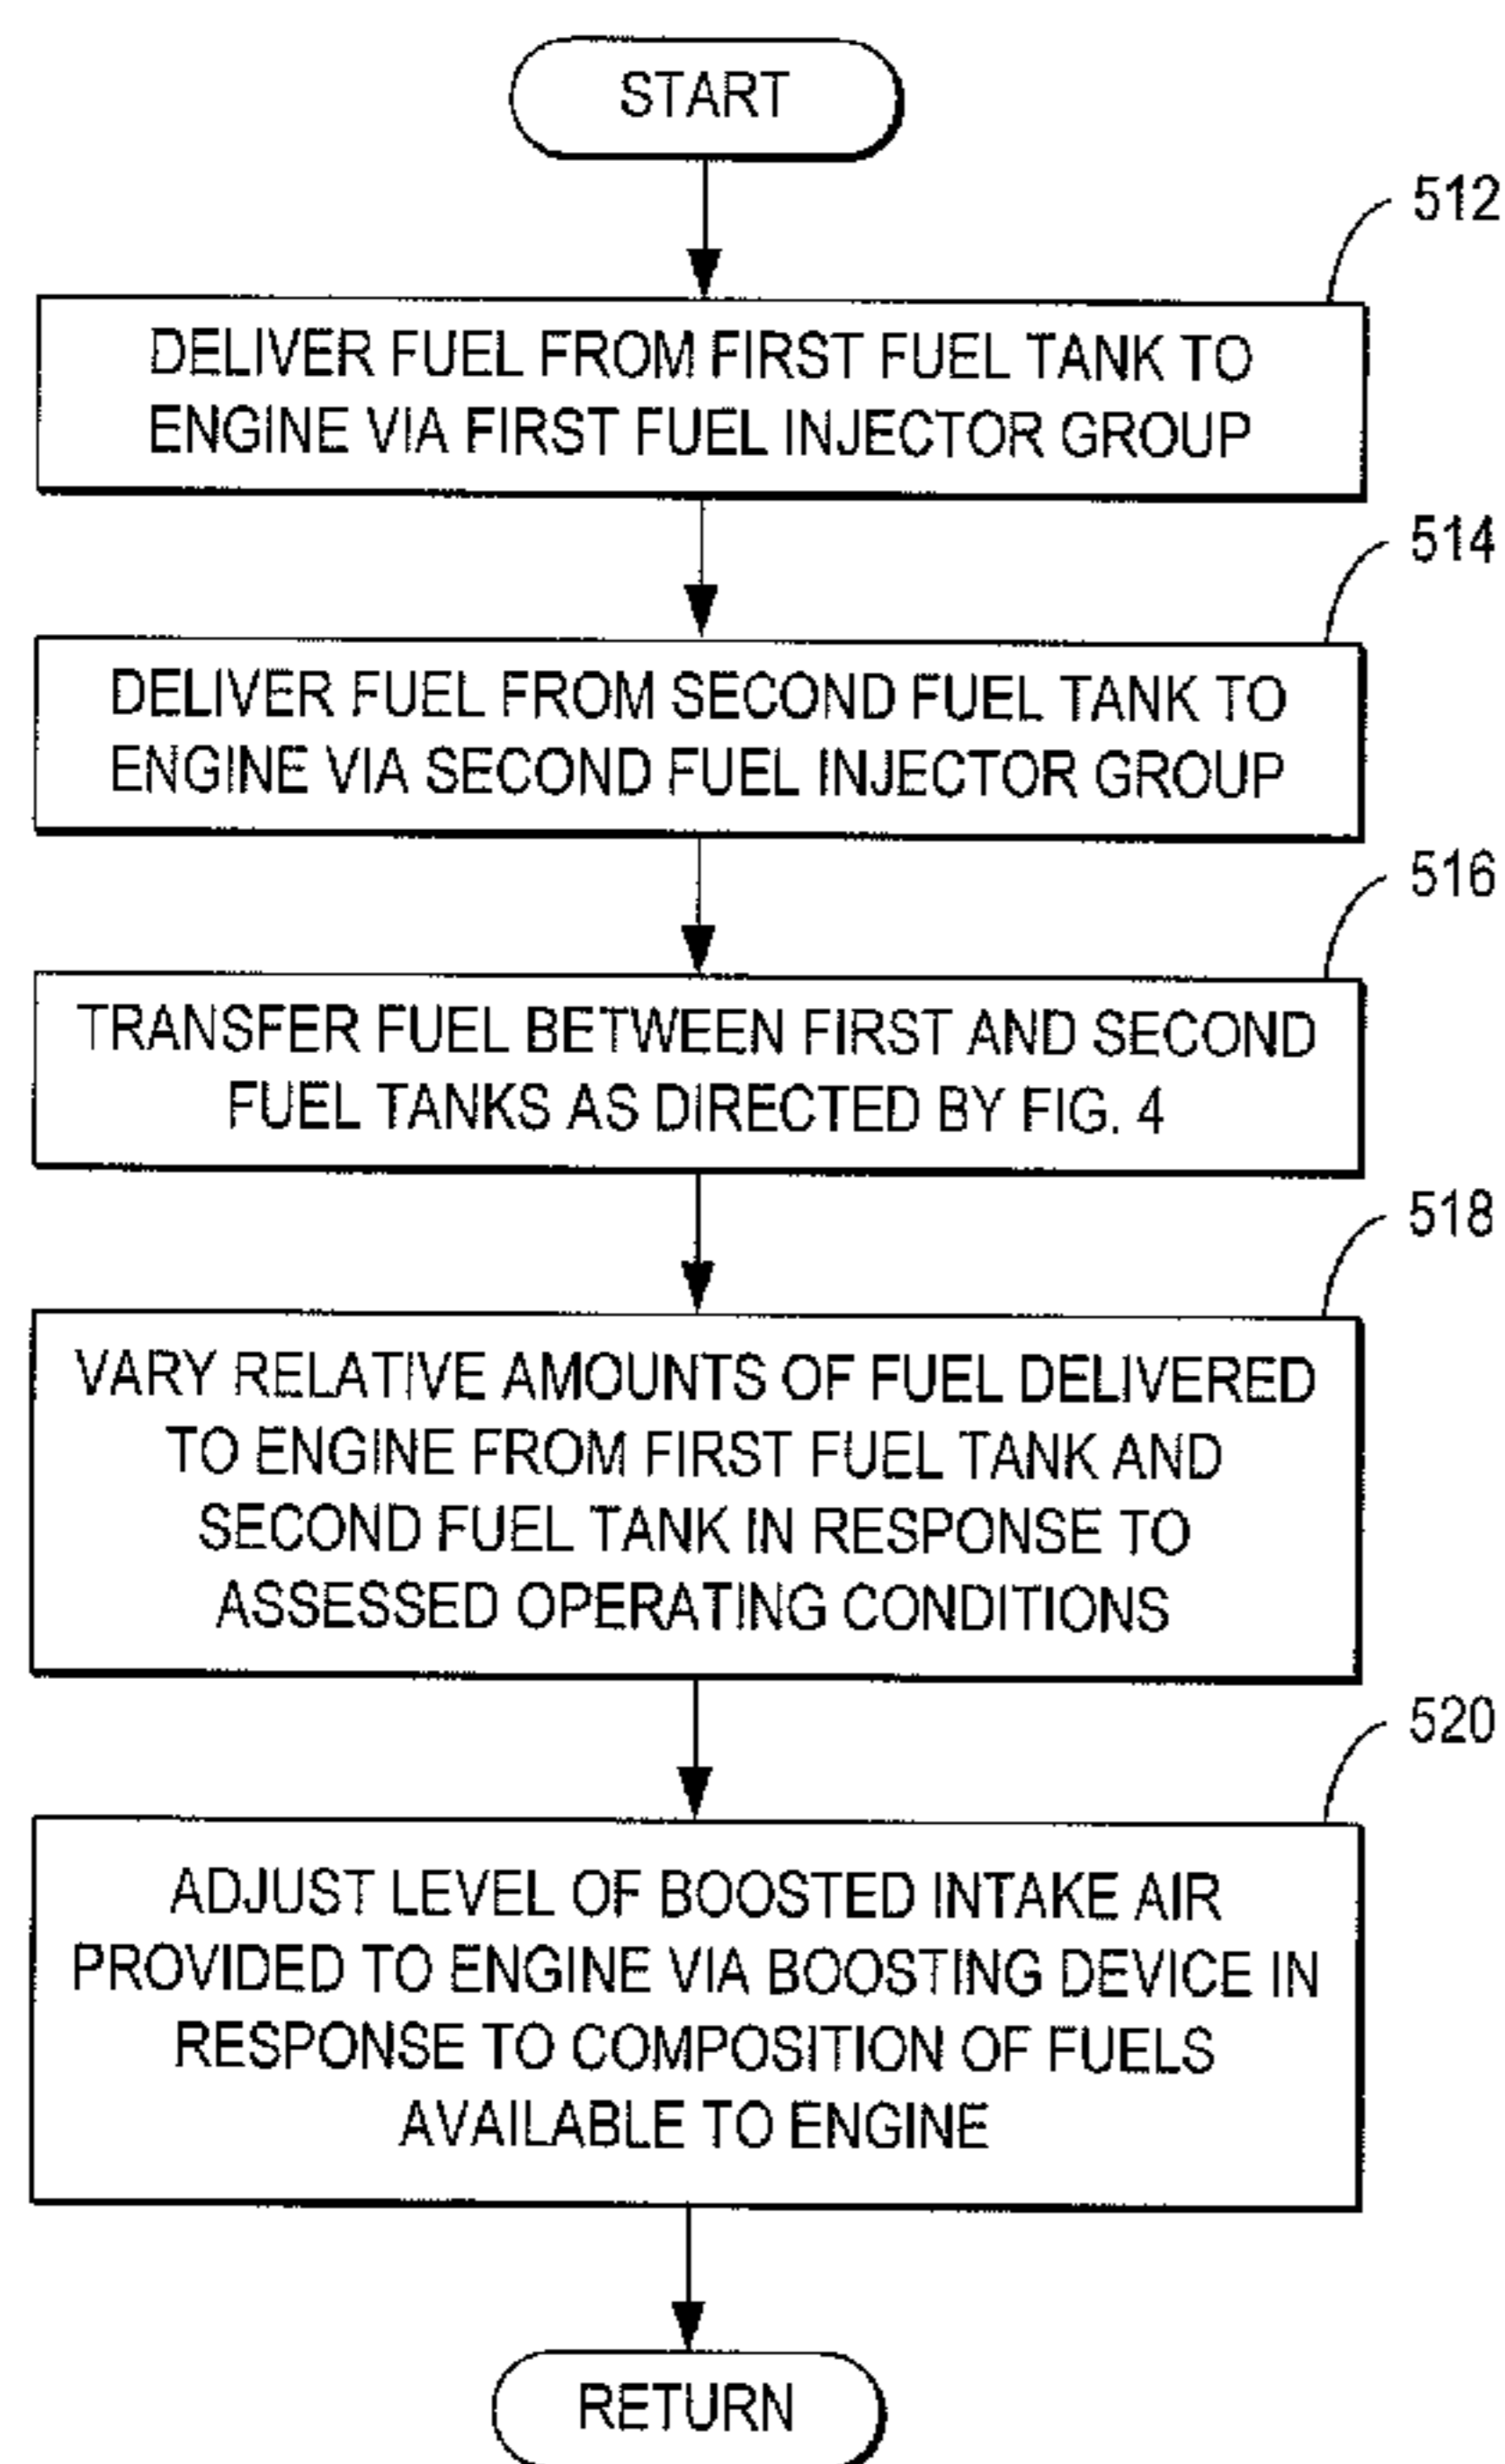 START
512
DELIVER FUEL FROM FIRST FUEL TANK TO
ENGINE VIA FIRST FUEL INJECTOR GROUP
514
DELIVER FUEL FROM SECOND FUEL TANK TO
ENGINE VIA SECOND FUEL INJECTOR GROUP
516
TRANSFER FUEL BETWEEN FIRST AND SECOND
FUEL TANKS AS DIRECTED BY FIG. 4
518
VARY RELATIVE AMOUNTS OF FUEL DELIVERED
TO ENGINE FROM FIRST FUEL TANK AND
SECOND FUEL TANK IN RESPONSE TO
ASSESSED OPERATING CONDITIONS
520
ADJUST LEVEL OF BOOSTED INTAKE AIR
PROVIDED TO ENGINE VIA BOOSTING DEVICE IN
RESPONSE TO COMPOSITION OF FUELS
AVAILABLE TO ENGINE
RETURN